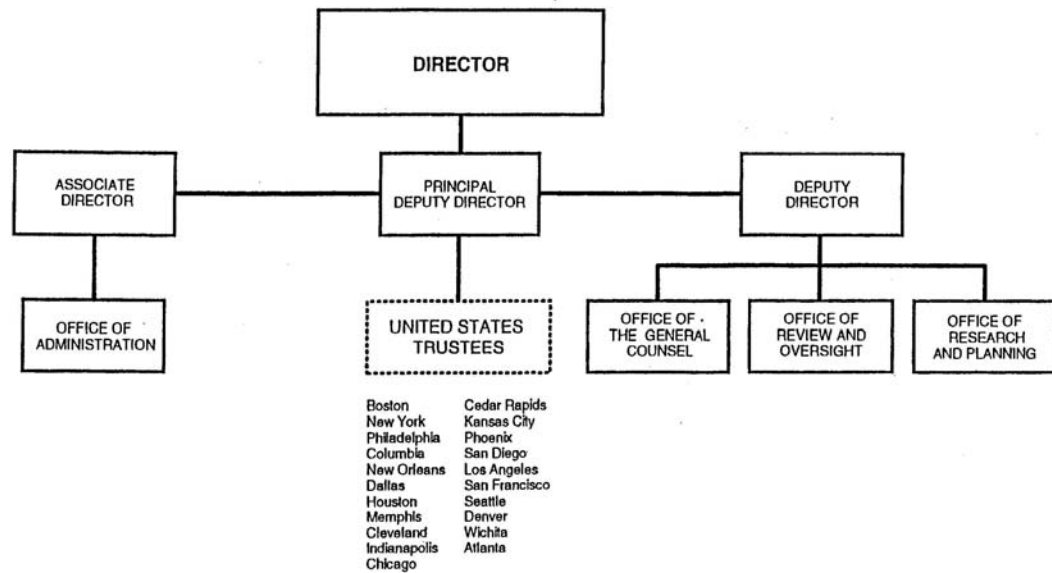 DIRECTOR
ASSOCIATE
DIRECTOR
PRINCIPAL
DEPUTY DIRECTOR
DEPUTY
DIRECTOR
OFFICE OF
ADMINISTRATION
UNITED STATES
TRUSTEES
OFFICE OF
THE GENERAL
COUNSEL
OFFICE OF
REVIEW AND
OVERSIGHT
OFFICE OF
RESEARCH
AND PLANNING
Boston
New York
Philadelphia
Columbia
New Orleans
Dallas
Houston
Memphis
Cleveland
Indianapolis
Chicago
Cedar Rapids
Kansas City
Phoenix
San Diego
Los Angeles
San Francisco
Seattle
Denver
Wichita
Atlanta